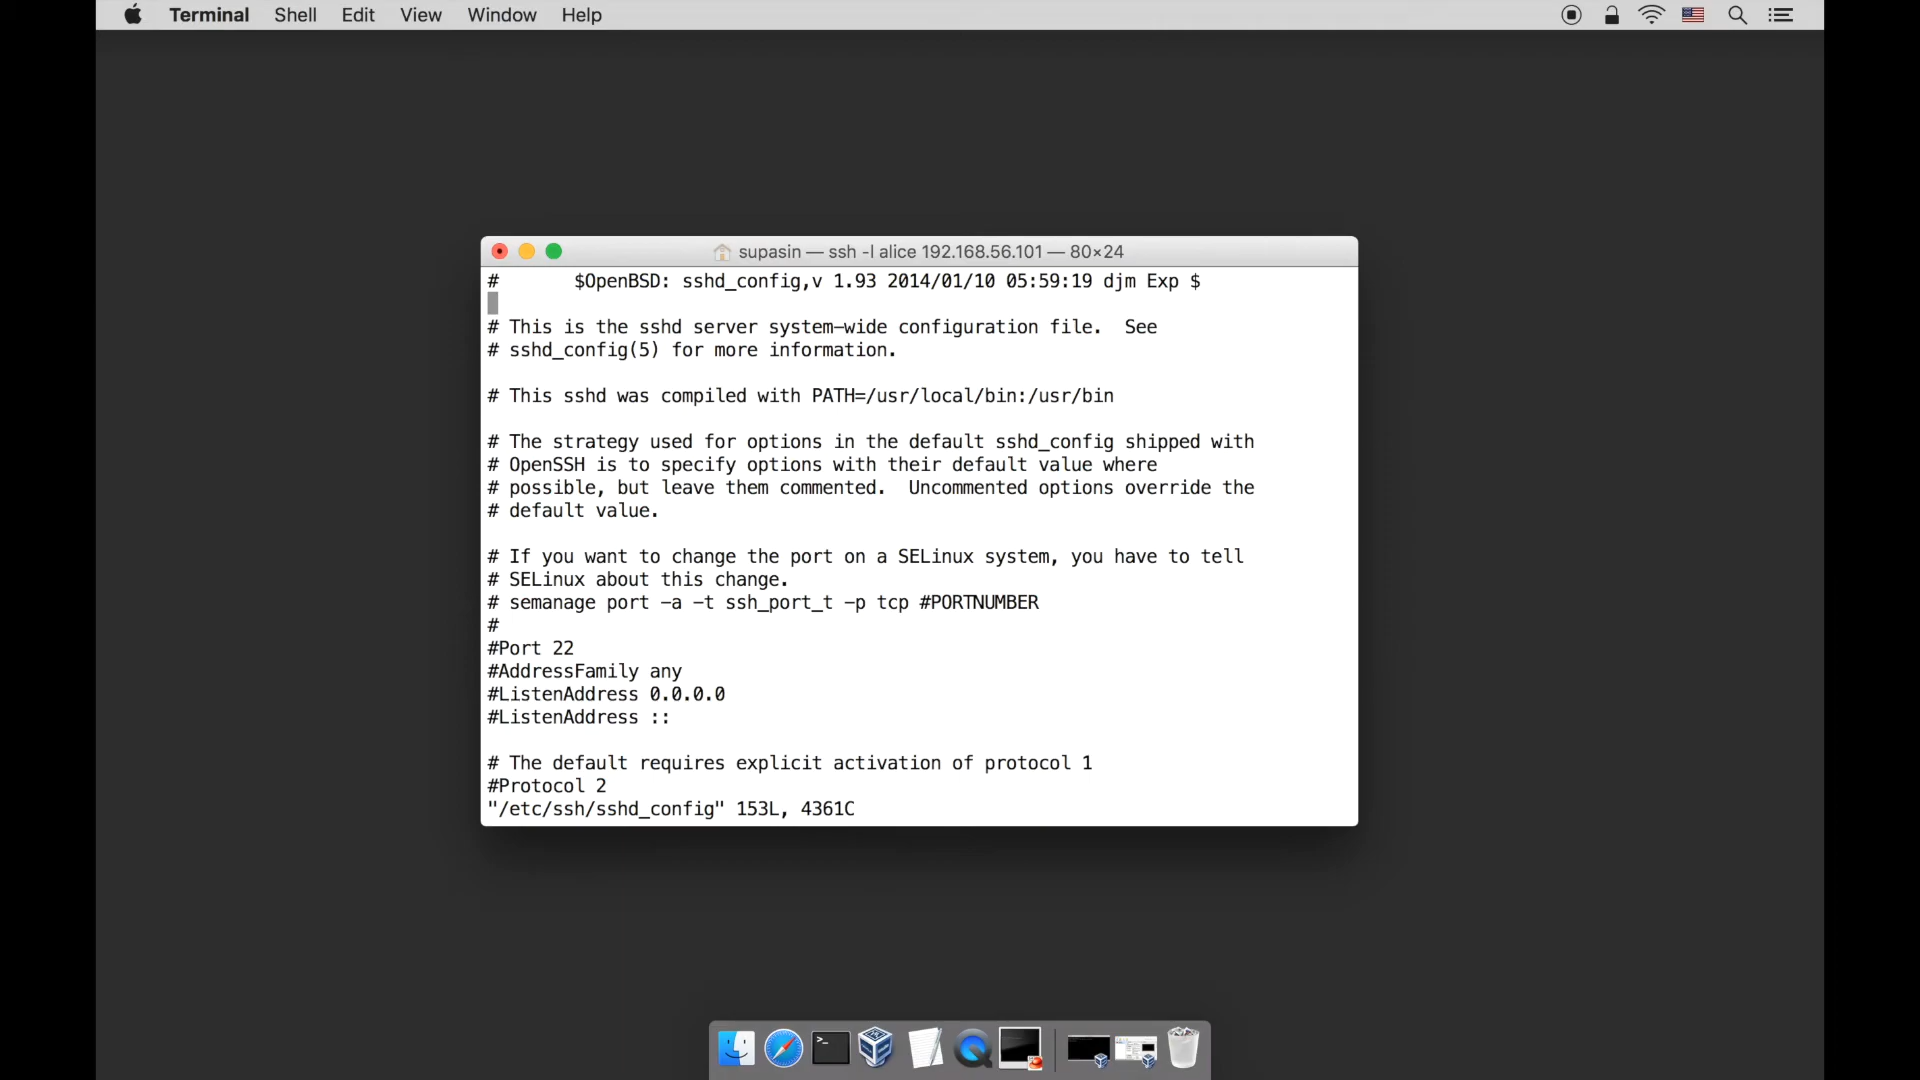 Terminal Shell Edit View Window Help
supasin — ssh -l alice 192.168.56.101 — 80×24
#       $OpenBSD: sshd_config,v 1.93 2014/01/10 05:59:19 djm Exp $
# This is the sshd server system-wide configuration file.  See
# sshd_config(5) for more information.
# This sshd was compiled with PATH=/usr/local/bin:/usr/bin
# The strategy used for options in the default sshd_config shipped with
# OpenSSH is to specify options with their default value where
# possible, but leave them commented.  Uncommented options override the
# default value.
# If you want to change the port on a SELinux system, you have to tell
# SELinux about this change.
# semanage port -a -t ssh_port_t -p tcp #PORTNUMBER
#
#Port 22
#AddressFamily any
#ListenAddress 0.0.0.0
#ListenAddress ::
# The default requires explicit activation of protocol 1
#Protocol 2
"/etc/ssh/sshd_config" 153L, 4361C